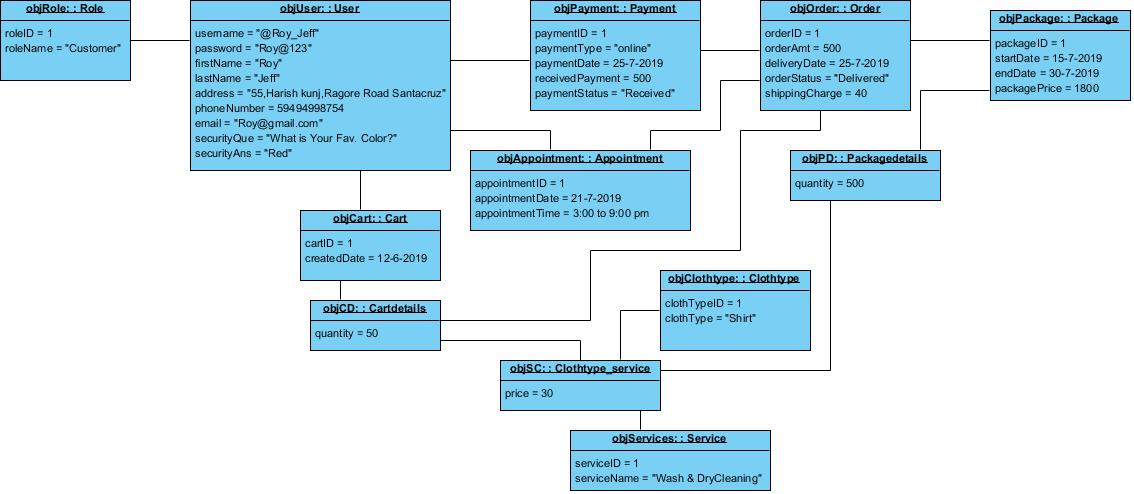 objRole: : Role
roleID = 1
roleName = "Customer"
objUser: : User
username = "@Roy_Jeff"
password = "Roy@123"
firstName = "Roy"
lastName = "Jeff"
address = "55,Harish kunj,Ragore Road Santacruz"
phoneNumber = 59494998754
email = "Roy@gmail.com"
securityQue = "What is Your Fav. Color?"
securityAns = "Red"
objPayment: : Payment
paymentID = 1
paymentType = "online"
paymentDate = 25-7-2019
receivedPayment = 500
paymentStatus = "Received"
objOrder: : Order
orderID = 1
orderAmt = 500
deliveryDate = 25-7-2019
orderStatus = "Delivered"
shippingCharge = 40
objPackage: : Package
packageID = 1
startDate = 15-7-2019
endDate = 30-7-2019
packagePrice = 1800
objAppointment: : Appointment
appointmentID = 1
appointmentDate = 21-7-2019
appointmentTime = 3:00 to 9:00 pm
objPD: : Packagedetails
quantity = 500
objCart: : Cart
cartID = 1
createdDate = 12-6-2019
objClothtype: : Clothtype
clothTypeID = 1
clothType = "Shirt"
objCD: : Cartdetails
quantity = 50
objSC: : Clothtype_service
price = 30
objServices: : Service
serviceID = 1
serviceName = "Wash & DryCleaning"